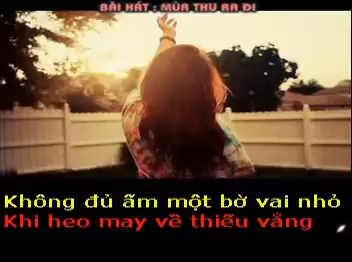 BÀI HÁT : MÙA THU RA ĐI
Không đủ ấm một bờ vai nhỏ
Khi heo may về thiếu vắng